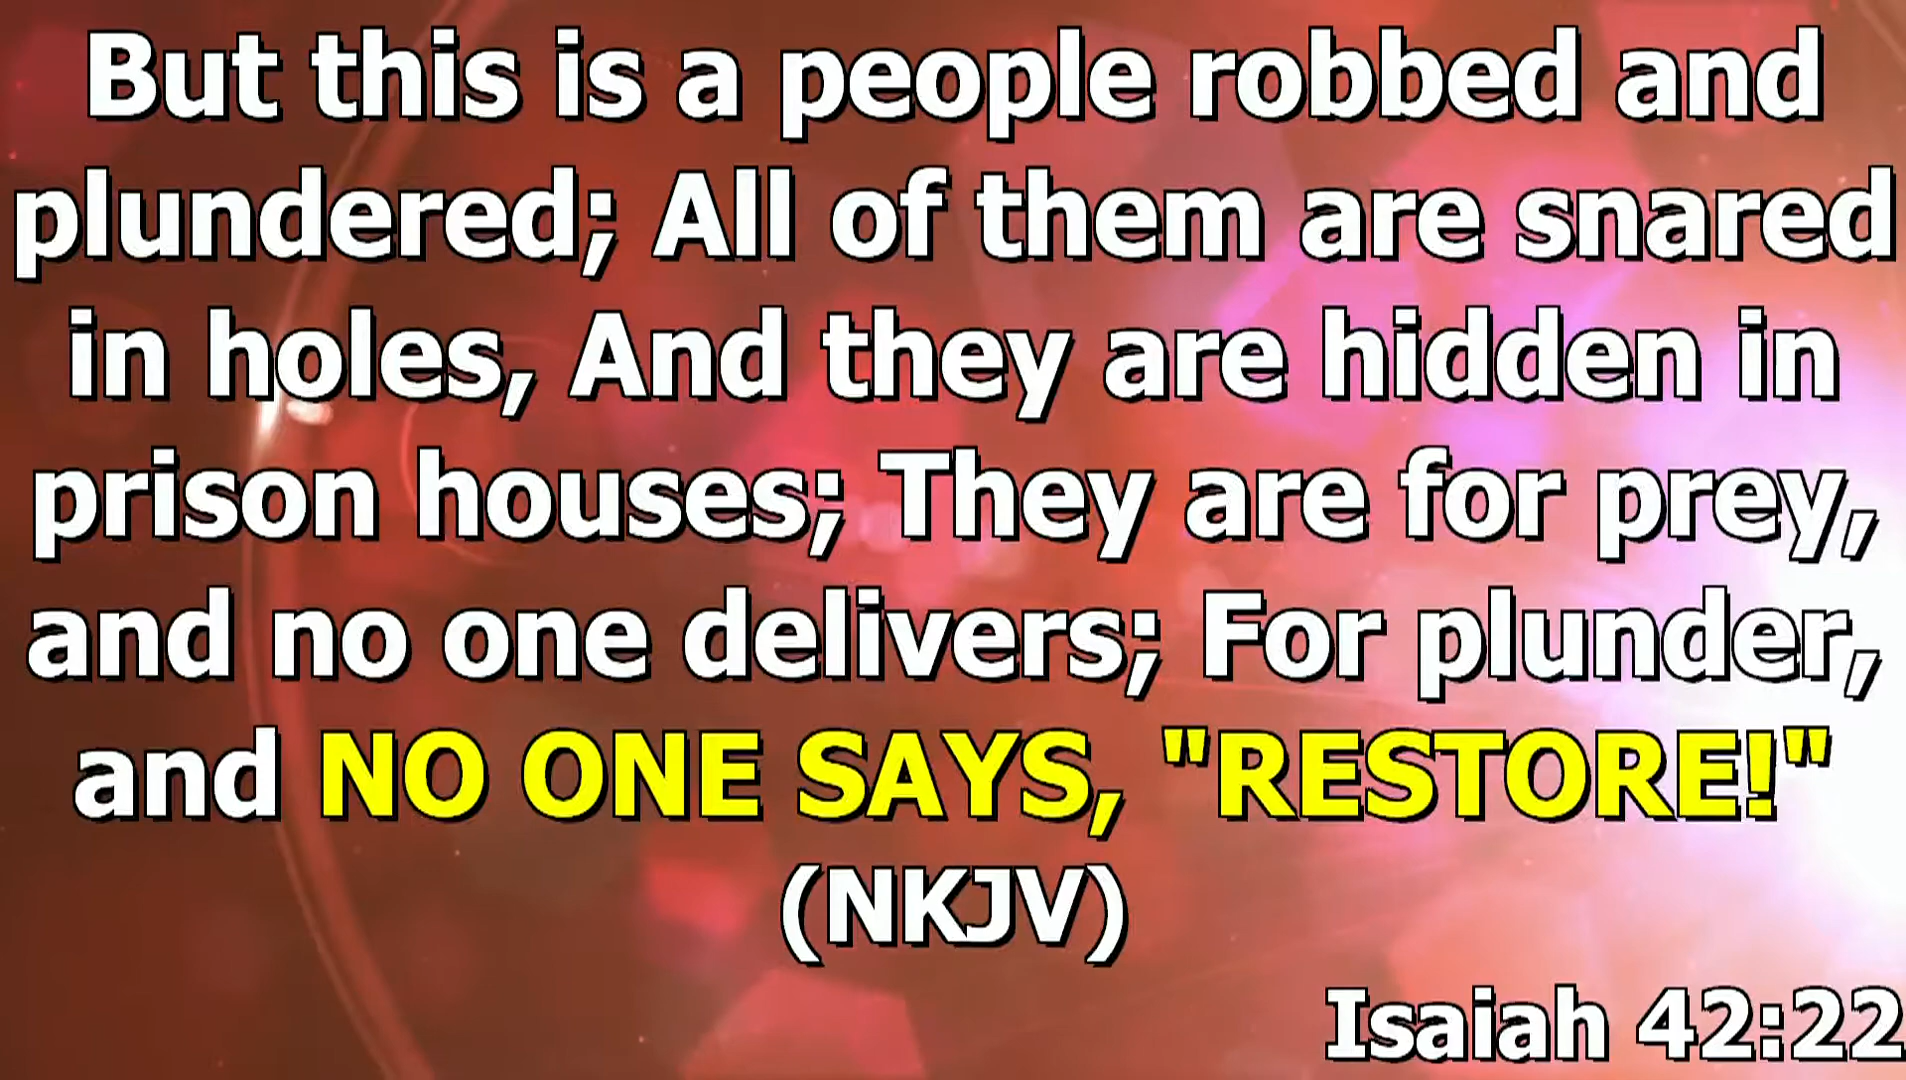 But this is a people robbed and
plundered; All of them are snared
in holes, And they are hidden in
prison houses; They are for prey,
and no one delivers; For plunder,
and NO ONE SAYS, "RESTORE!"
(NKJV)
Isaiah 42:22